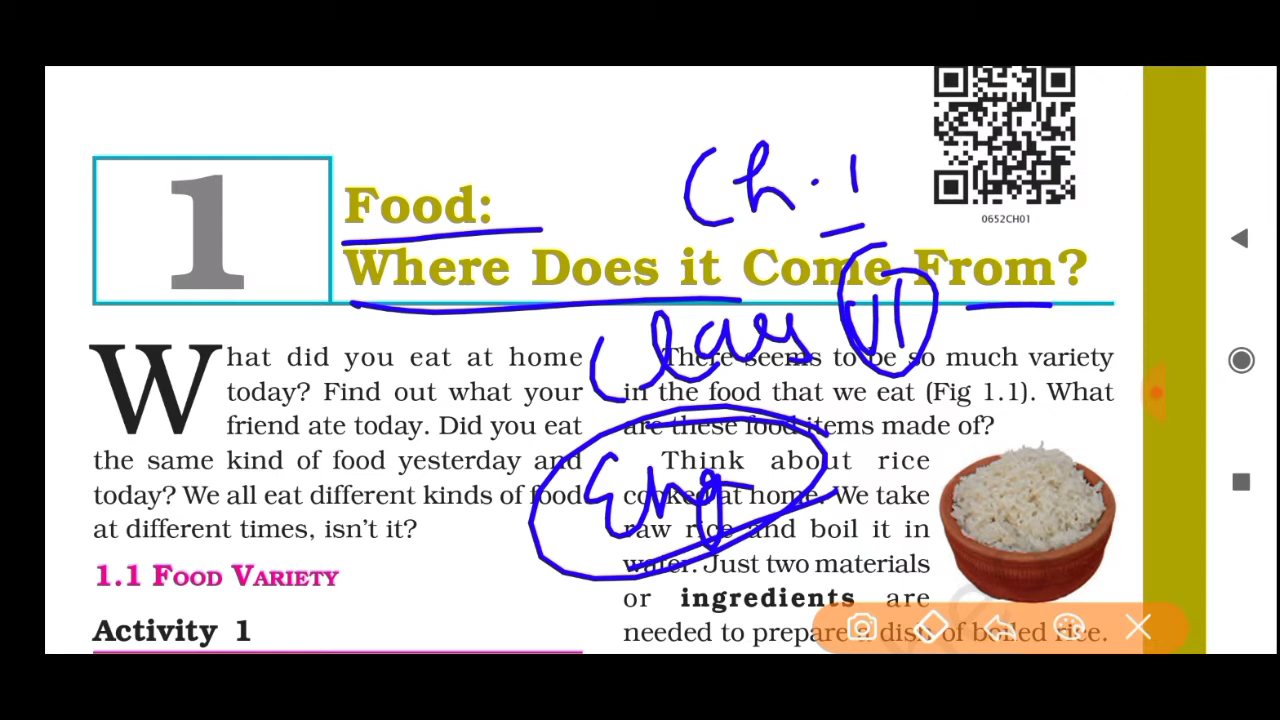 Ch. 1
0652CH01
1
Food:
Where Does it Come From?
Class VI
Eng
What did you eat at home
today? Find out what your
friend ate today. Did you eat
the same kind of food yesterday and
today? We all eat different kinds of food
at different times, isn't it?
1.1 FOOD VARIETY
Activity 1
There seems to be so much variety
in the food that we eat (Fig 1.1). What
are these food items made of?
Think about rice
cooked at home. We take
raw rice and boil it in
water. Just two materials
or ingredients are
needed to prepare a dish of boiled rice.